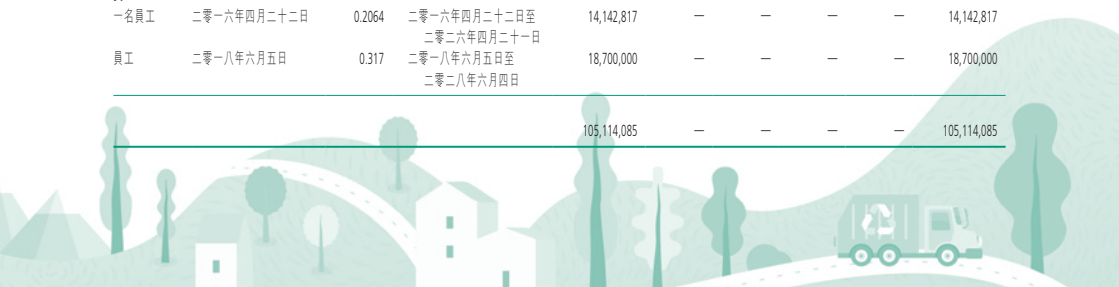 一名員工 二零一六年四月二十二日 0.2064 二零一六年四月二十二日至 14,142,817 — — — — 14,142,817
二零二六年四月二十一日
員工 二零一八年六月五日 0.317 二零一八年六月五日至 18,700,000 — — — — 18,700,000
二零二八年六月四日
105,114,085 — — — — 105,114,085